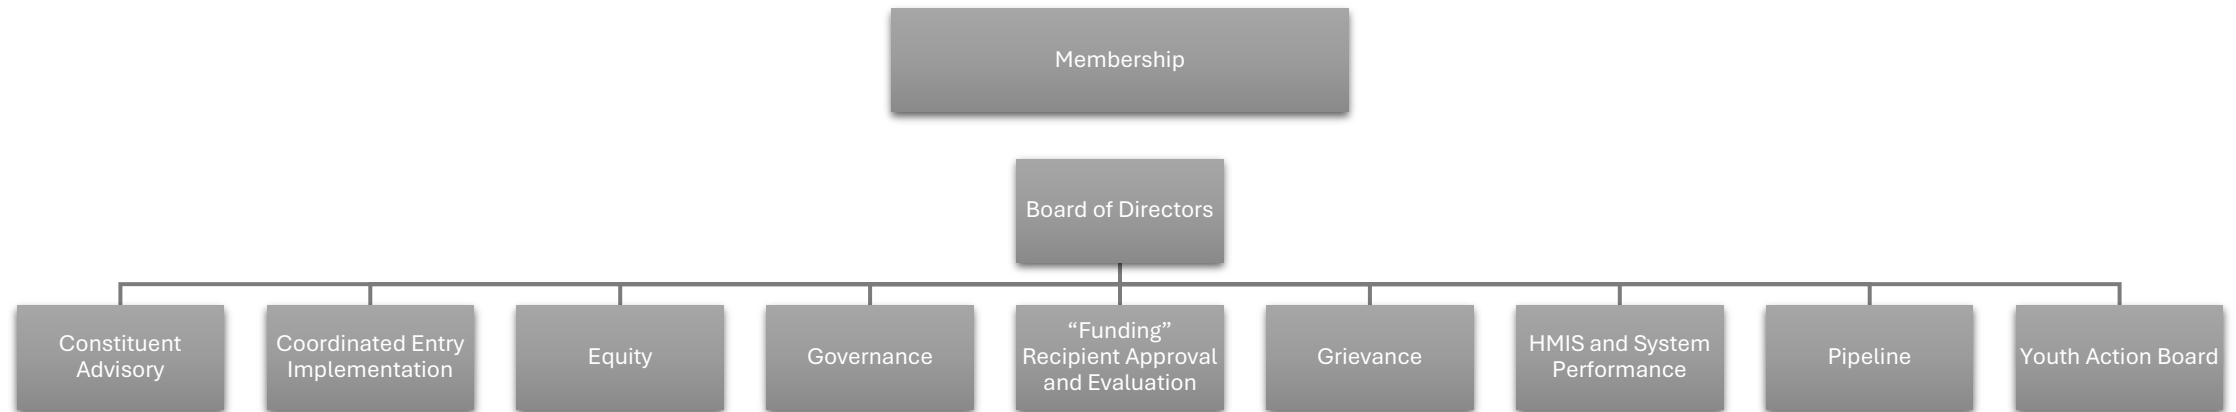 Membership
Board of Directors
Constituent
Advisory
Coordinated Entry
Implementation
Equity
Governance
“Funding”
Recipient Approval
and Evaluation
Grievance
HMIS and System
Performance
Pipeline
Youth Action Board